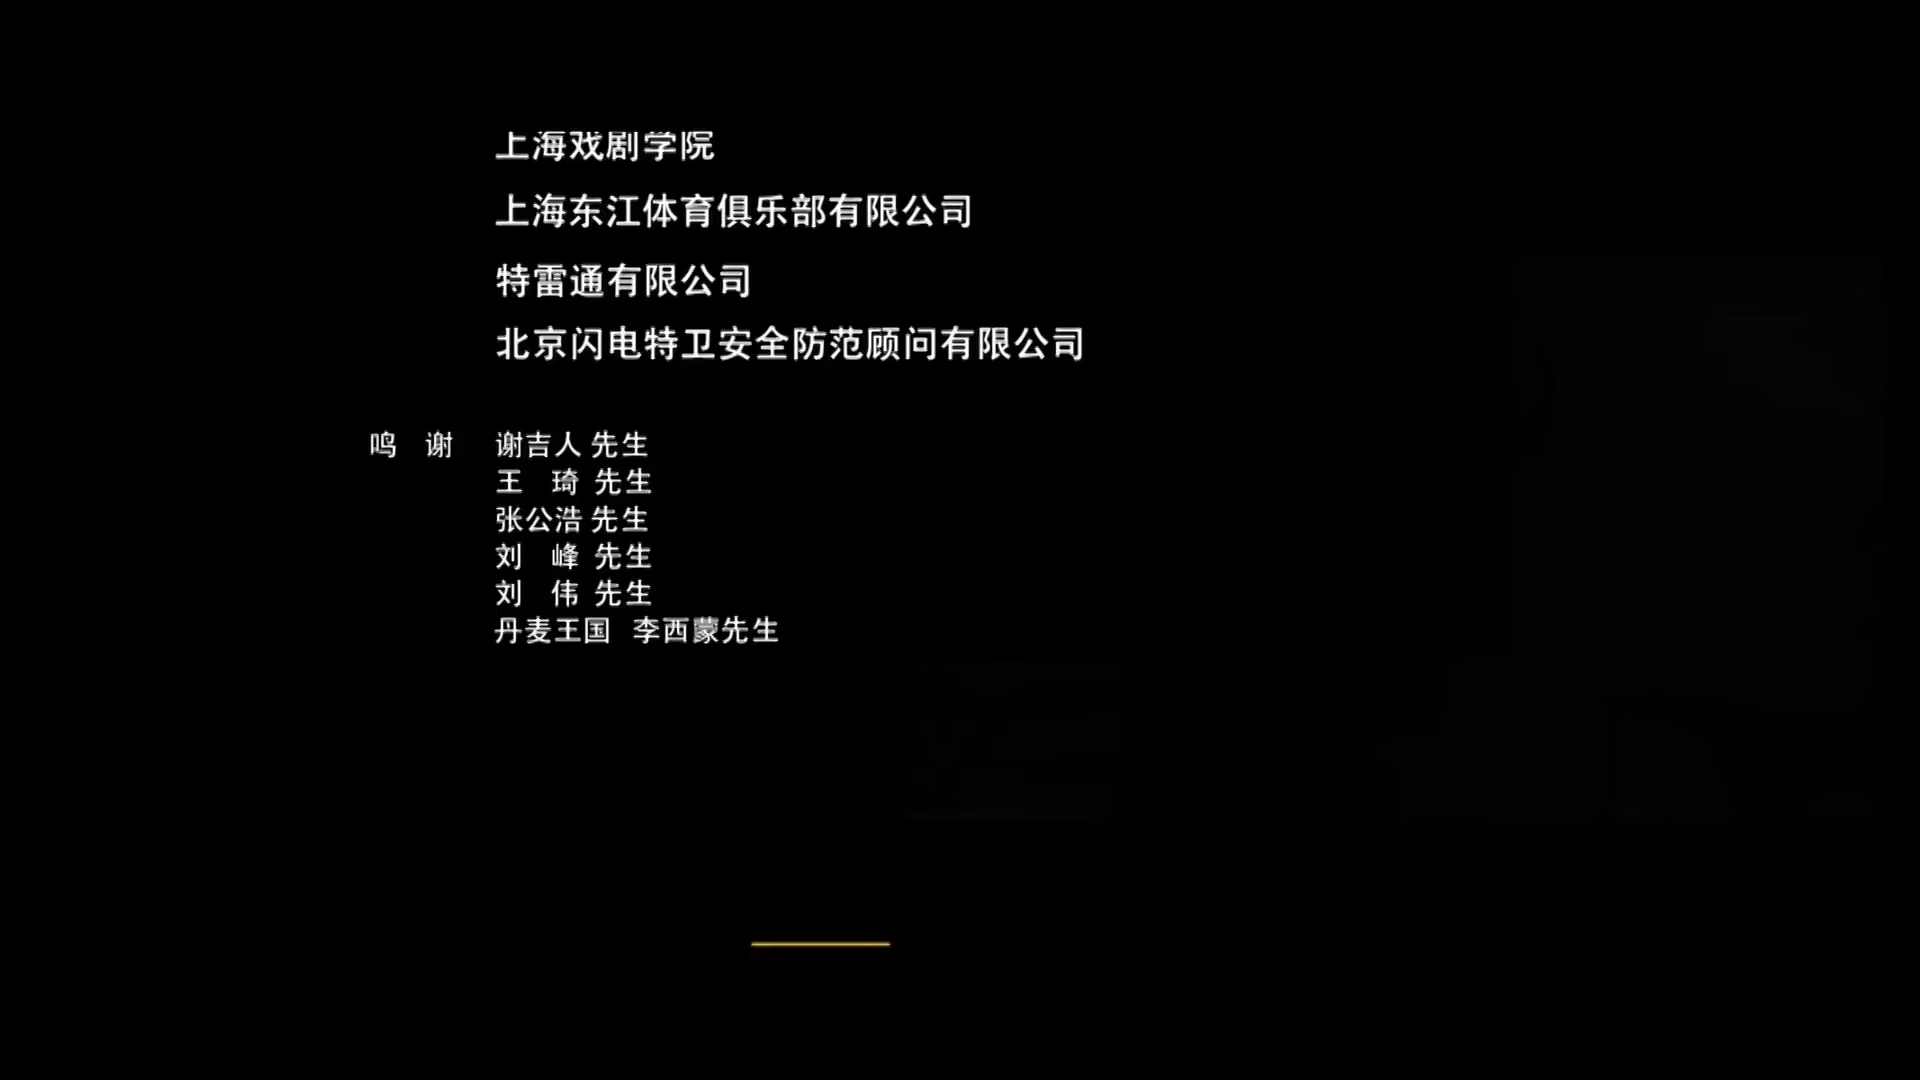 上海戏剧学院
上海东江体育俱乐部有限公司
特雷通有限公司
北京闪电特卫安全防范顾问有限公司
鸣 谢 谢吉人 先生
王 琦 先生
张公浩 先生
刘 峰 先生
刘 伟 先生
丹麦王国 李西蒙先生